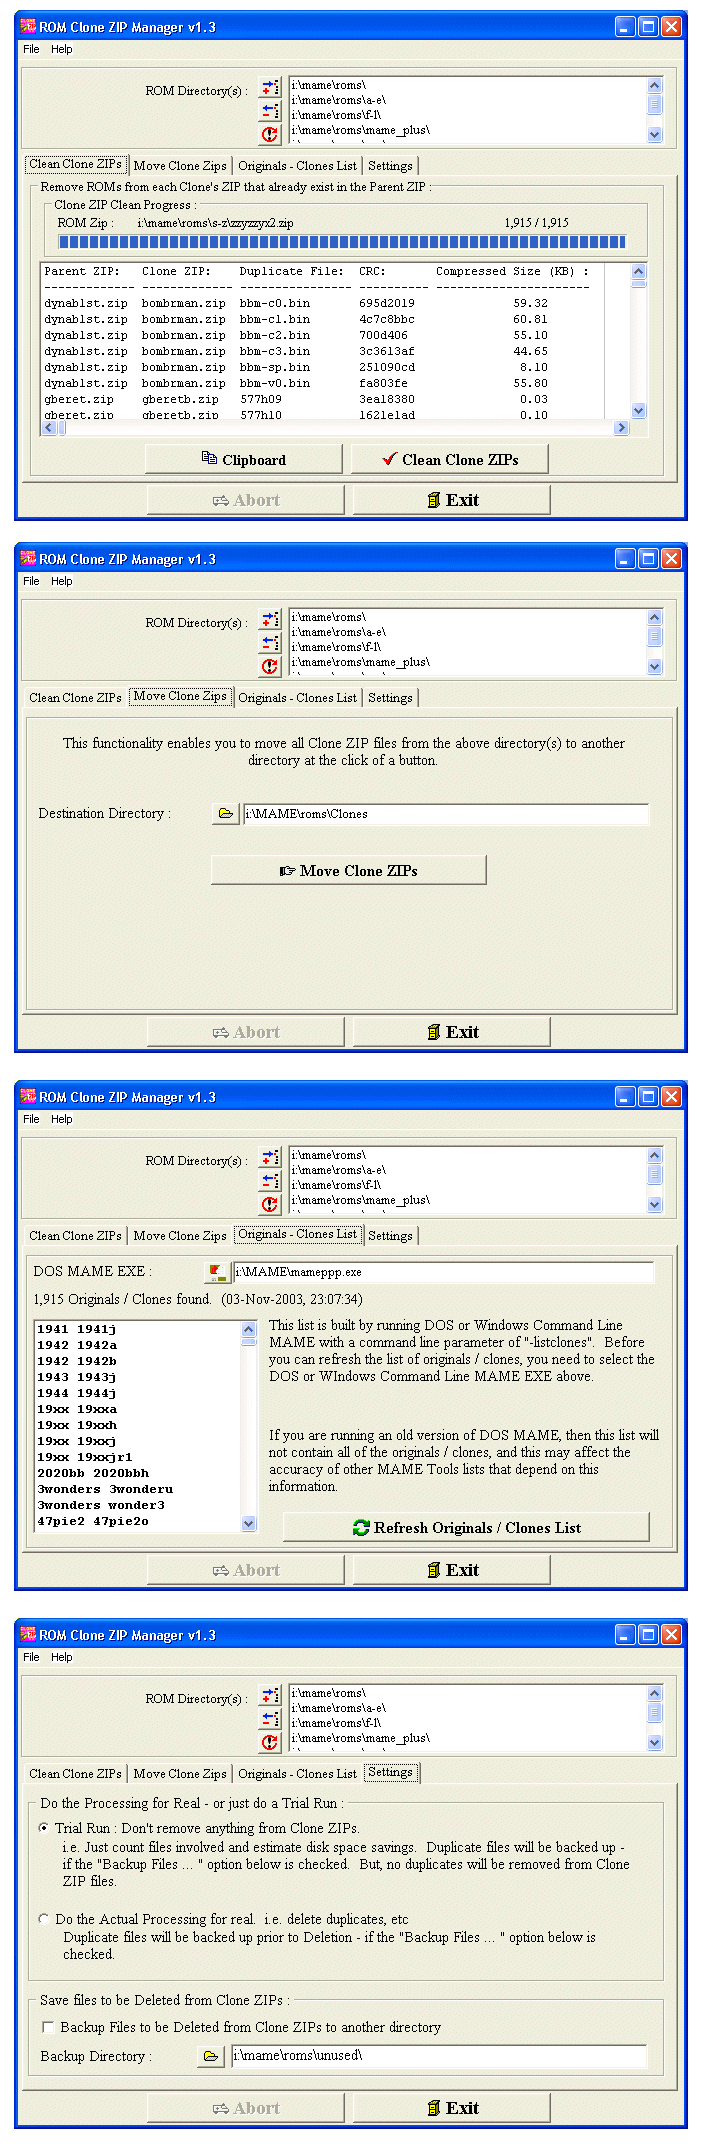 ROM Clone ZIP Manager v1.3
File Help
ROM Directory(s) :
i:\mame\roms\
i:\mame\roms\a-e\
i:\mame\roms\f-l\
i:\mame\roms\mame_plus\
Clean Clone ZIPs Move Clone Zips Originals - Clones List Settings
Remove ROMs from each Clone's ZIP that already exist in the Parent ZIP :
Clone ZIP Clean Progress :
ROM Zip : i:\mame\roms\s-z\zzyzzyx2.zip 1,915 / 1,915
Parent ZIP: Clone ZIP: Duplicate File: CRC: Compressed Size (KB) :
------------- ------------- --------------- ---------- ----------------------
dynablst.zip bombrman.zip bbm-c0.bin 695d2019 59.32
dynablst.zip bombrman.zip bbm-c1.bin 4c7c8bbc 60.81
dynablst.zip bombrman.zip bbm-c2.bin 700d406 55.10
dynablst.zip bombrman.zip bbm-c3.bin 3c3613af 44.65
dynablst.zip bombrman.zip bbm-sp.bin 251090cd 8.10
dynablst.zip bombrman.zip bbm-v0.bin fa803fe 55.80
gberet.zip gberetb.zip 577h09 3ea18380 0.03
gberet.zip gberetb.zip 577h10 1621e1ad 0.10
Clipboard Clean Clone ZIPs
Abort Exit
ROM Clone ZIP Manager v1.3
File Help
ROM Directory(s) :
i:\mame\roms\
i:\mame\roms\a-e\
i:\mame\roms\f-l\
i:\mame\roms\mame_plus\
Clean Clone ZIPs Move Clone Zips Originals - Clones List Settings
This functionality enables you to move all Clone ZIP files from the above directory(s) to another
directory at the click of a button.
Destination Directory : i:\MAME\roms\Clones
Move Clone ZIPs
Abort Exit
ROM Clone ZIP Manager v1.3
File Help
ROM Directory(s) :
i:\mame\roms\
i:\mame\roms\a-e\
i:\mame\roms\f-l\
i:\mame\roms\mame_plus\
Clean Clone ZIPs Move Clone Zips Originals - Clones List Settings
DOS MAME EXE : i:\MAME\mameppp.exe
1,915 Originals / Clones found. (03-Nov-2003, 23:07:34)
1941 1941j
1942 1942a
1942 1942b
1943 1943j
1944 1944j
19xx 19xxa
19xx 19xxh
19xx 19xxj
19xx 19xxjr1
2020bb 2020bbh
3wonders 3wonderu
3wonders wonder3
47pie2 47pie2o
This list is built by running DOS or Windows Command Line
MAME with a command line parameter of "-listclones". Before
you can refresh the list of originals / clones, you need to select the
DOS or WIndows Command Line MAME EXE above.
If you are running an old version of DOS MAME, then this list will
not contain all of the originals / clones, and this may affect the
accuracy of other MAME Tools lists that depend on this
information.
Refresh Originals / Clones List
Abort Exit
ROM Clone ZIP Manager v1.3
File Help
ROM Directory(s) :
i:\mame\roms\
i:\mame\roms\a-e\
i:\mame\roms\f-l\
i:\mame\roms\mame_plus\
Clean Clone ZIPs Move Clone Zips Originals - Clones List Settings
Do the Processing for Real - or just do a Trial Run :
Trial Run : Don't remove anything from Clone ZIPs.
i.e. Just count files involved and estimate disk space savings. Duplicate files will be backed up -
if the "Backup Files ... " option below is checked. But, no duplicates will be removed from Clone
ZIP files.
Do the Actual Processing for real. i.e. delete duplicates, etc
Duplicate files will be backed up prior to Deletion - if the "Backup Files ... " option below is
checked.
Save files to be Deleted from Clone ZIPs :
Backup Files to be Deleted from Clone ZIPs to another directory
Backup Directory : i:\mame\roms\unused\
Abort Exit